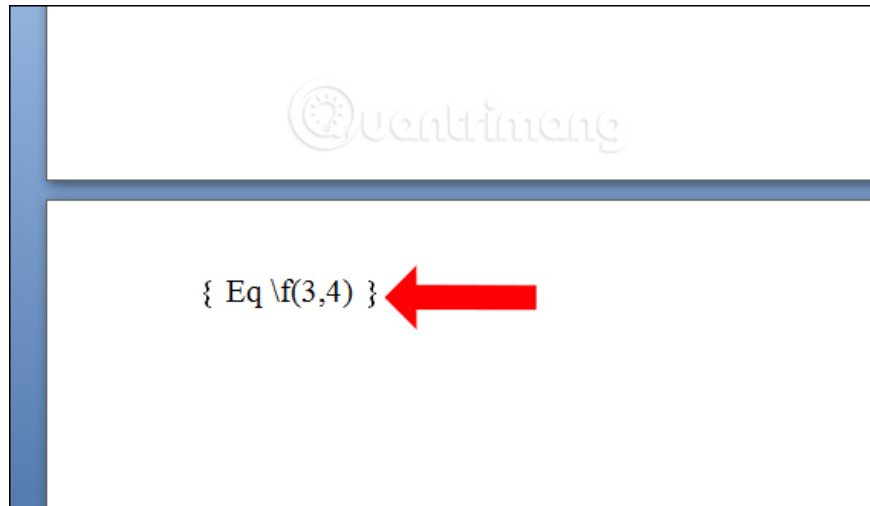 Quantrimang
{ Eq \f(3,4) }